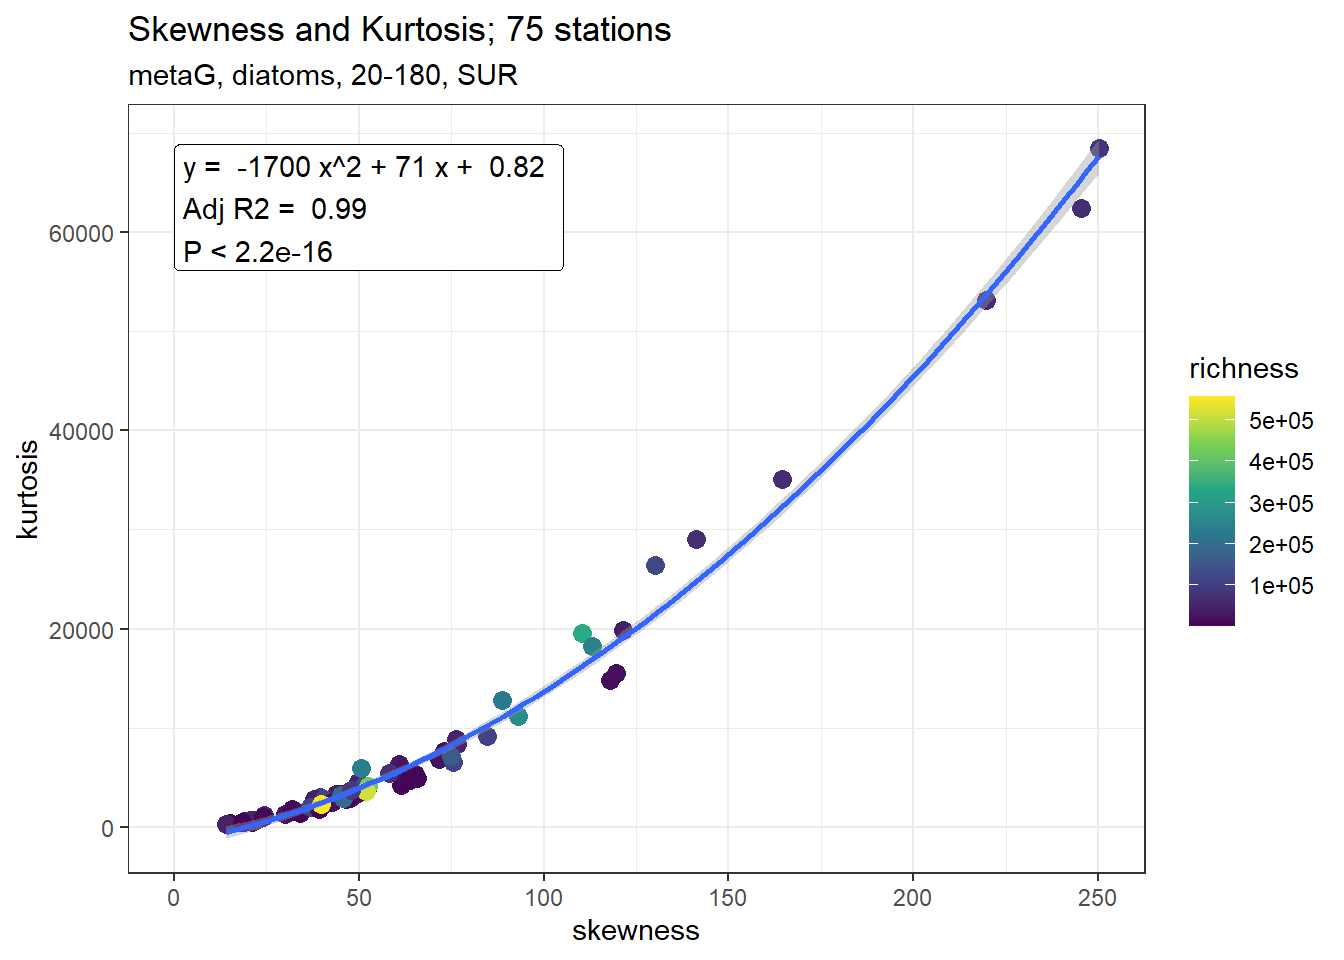 Skewness and Kurtosis; 75 stations
metaG, diatoms, 20-180, SUR
y =  -1700 x^2 + 71 x +  0.82
Adj R2 =  0.99
P < 2.2e-16
60000
40000
20000
0
kurtosis
0
50
100
150
200
250
skewness
richness
5e+05
4e+05
3e+05
2e+05
1e+05